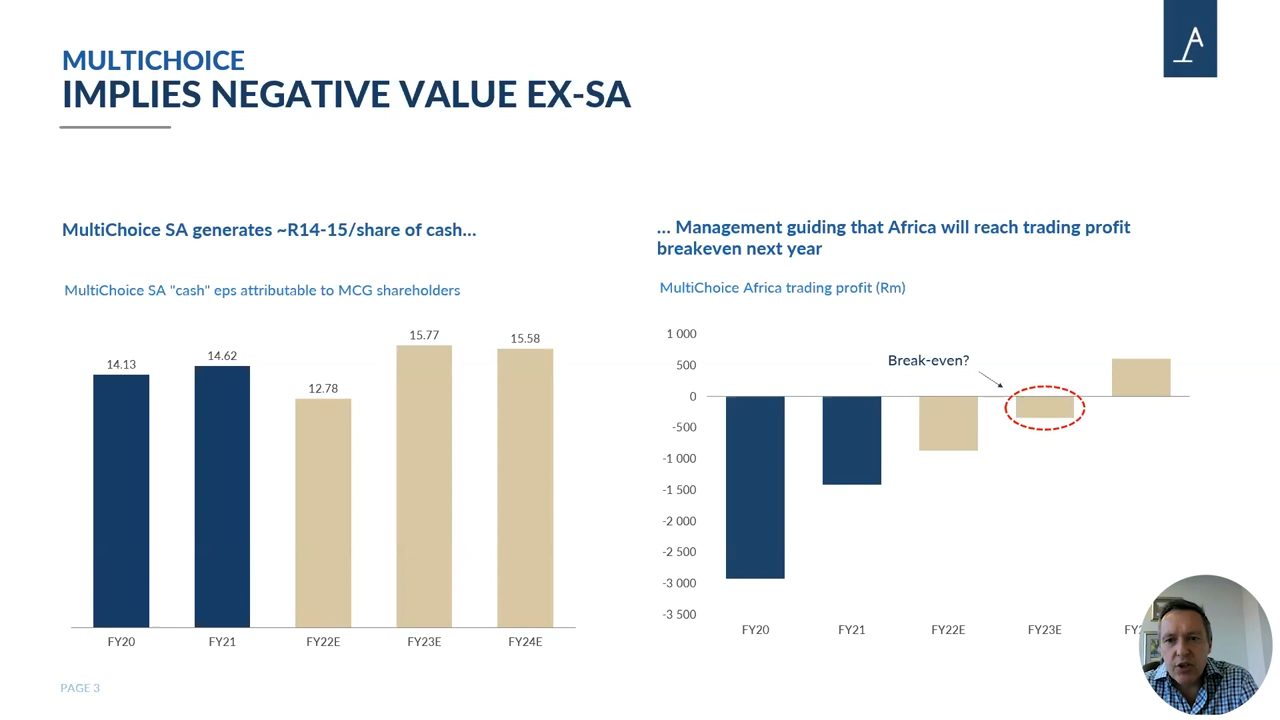 MULTICHOICE
IMPLIES NEGATIVE VALUE EX-SA
MultiChoice SA generates ~R14-15/share of cash...
MultiChoice SA "cash" eps attributable to MCG shareholders
14.13
14.62
12.78
15.77
15.58
FY20
FY21
FY22E
FY23E
FY24E
... Management guiding that Africa will reach trading profit
breakeven next year
MultiChoice Africa trading profit (Rm)
1 000
500
0
-500
-1 000
-1 500
-2 000
-2 500
-3 000
-3 500
Break-even?
FY20
FY21
FY22E
FY23E
PAGE 3